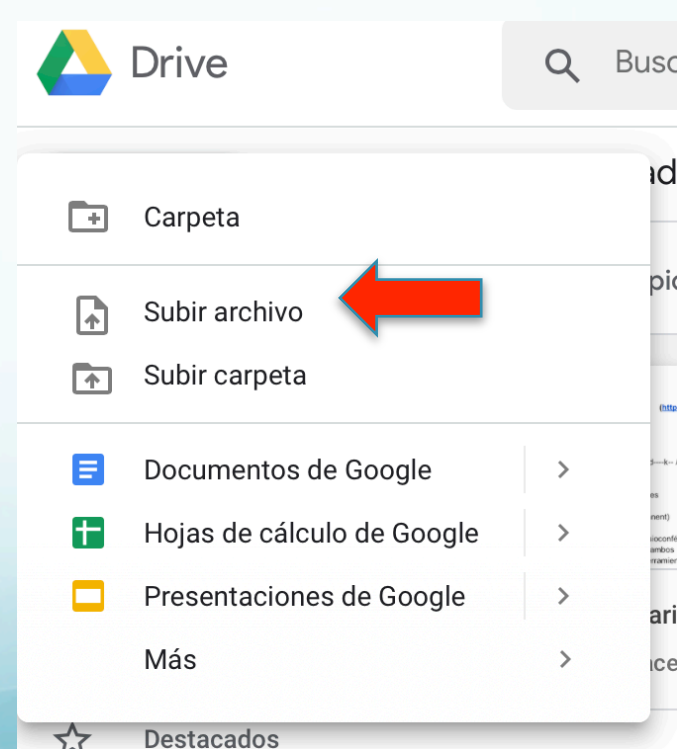 Drive
Busc
Carpeta
Subir archivo
Subir carpeta
Documentos de Google
Hojas de cálculo de Google
Presentaciones de Google
Más
Destacados